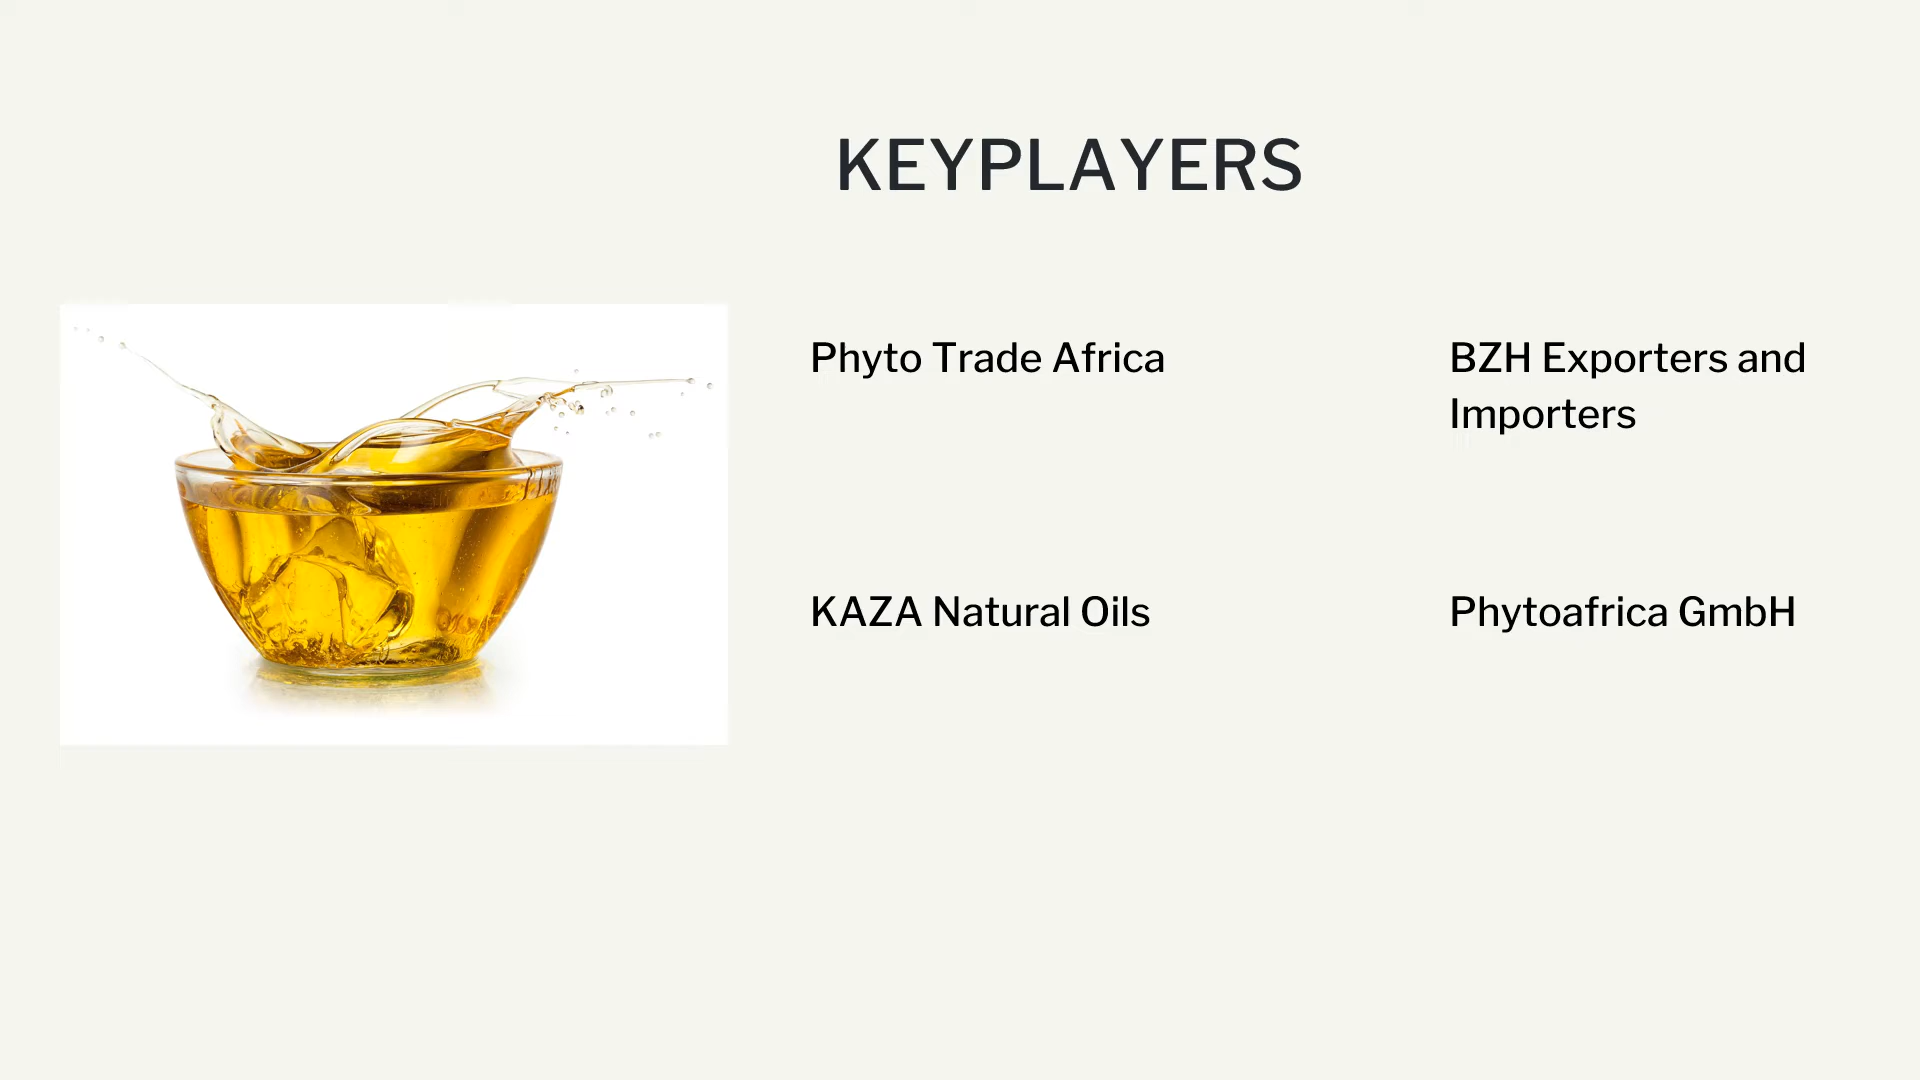 KEYPLAYERS
Phyto Trade Africa
BZH Exporters and
Importers
KAZA Natural Oils
Phytoafrica GmbH